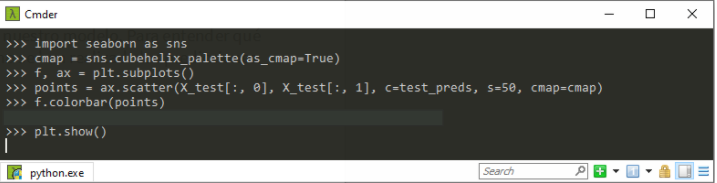 Cmder
>>> import seaborn as sns
>>> cmap = sns.cubehelix_palette(as_cmap=True)
>>> f, ax = plt.subplots()
>>> points = ax.scatter(X_test[:, 0], X_test[:, 1], c=test_preds, s=50, cmap=cmap)
>>> f.colorbar(points)
>>> plt.show()
python.exe
Search